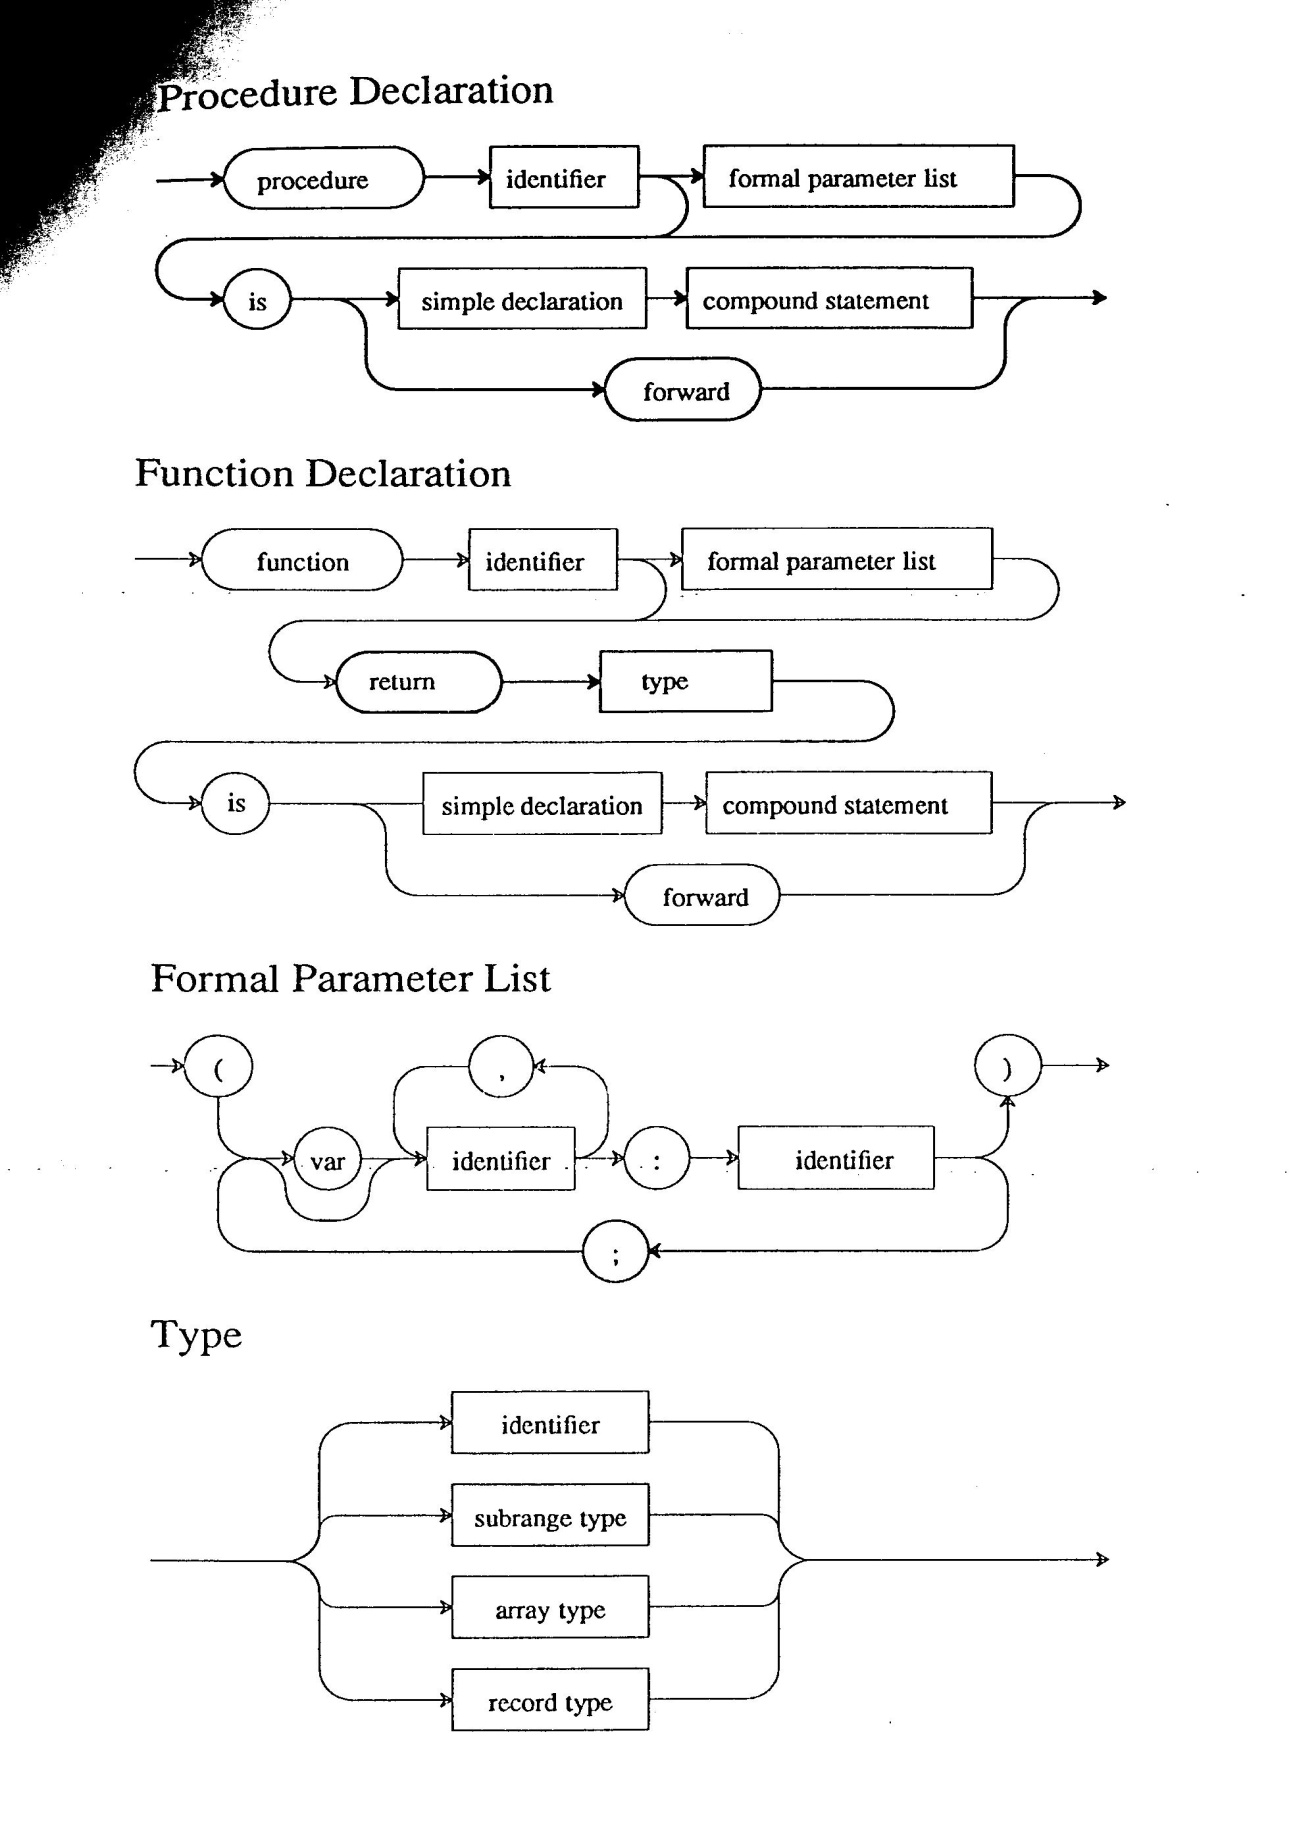 Procedure Declaration
procedure identifier formal parameter list
is simple declaration compound statement
forward
Function Declaration
function identifier formal parameter list
return type
is simple declaration compound statement
forward
Formal Parameter List
( , )
var identifier : identifier
;
Type
identifier
subrange type
array type
record type